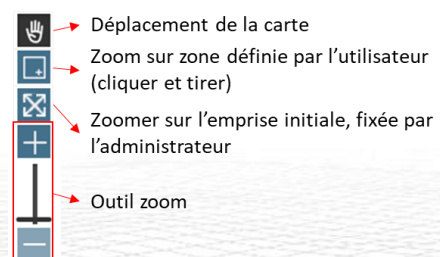 Déplacement de la carte
Zoom sur zone définie par l’utilisateur
(cliquer et tirer)
Zoomer sur l’emprise initiale, fixée par
l’administrateur
Outil zoom